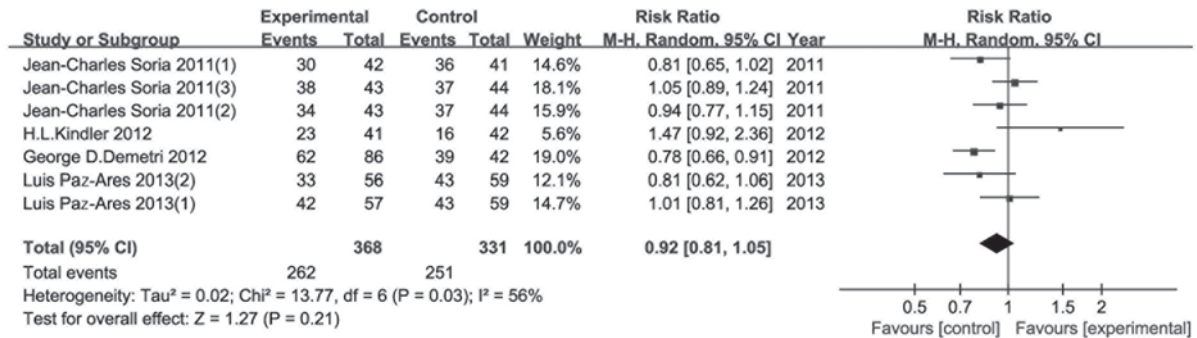 Experimental Control Risk Ratio Risk Ratio
Study or Subgroup Events Total Events Total Weight M-H, Random, 95% CI Year M-H, Random, 95% CI
Jean-Charles Soria 2011(1) 30 42 36 41 14.6% 0.81 [0.65, 1.02] 2011
Jean-Charles Soria 2011(3) 38 43 37 44 18.1% 1.05 [0.89, 1.24] 2011
Jean-Charles Soria 2011(2) 34 43 37 44 15.9% 0.94 [0.77, 1.15] 2011
H.L.Kindler 2012 23 41 16 42 5.6% 1.47 [0.92, 2.36] 2012
George D.Demetri 2012 62 86 39 42 19.0% 0.78 [0.66, 0.91] 2012
Luis Paz-Ares 2013(2) 33 56 43 59 12.1% 0.81 [0.62, 1.06] 2013
Luis Paz-Ares 2013(1) 42 57 43 59 14.7% 1.01 [0.81, 1.26] 2013
Total (95% CI) 368 331 100.0% 0.92 [0.81, 1.05]
Total events 262 251
Heterogeneity: Tau² = 0.02; Chi² = 13.77, df = 6 (P = 0.03); I² = 56%
Test for overall effect: Z = 1.27 (P = 0.21)
0.5 0.7 1 1.5 2
Favours [control] Favours [experimental]